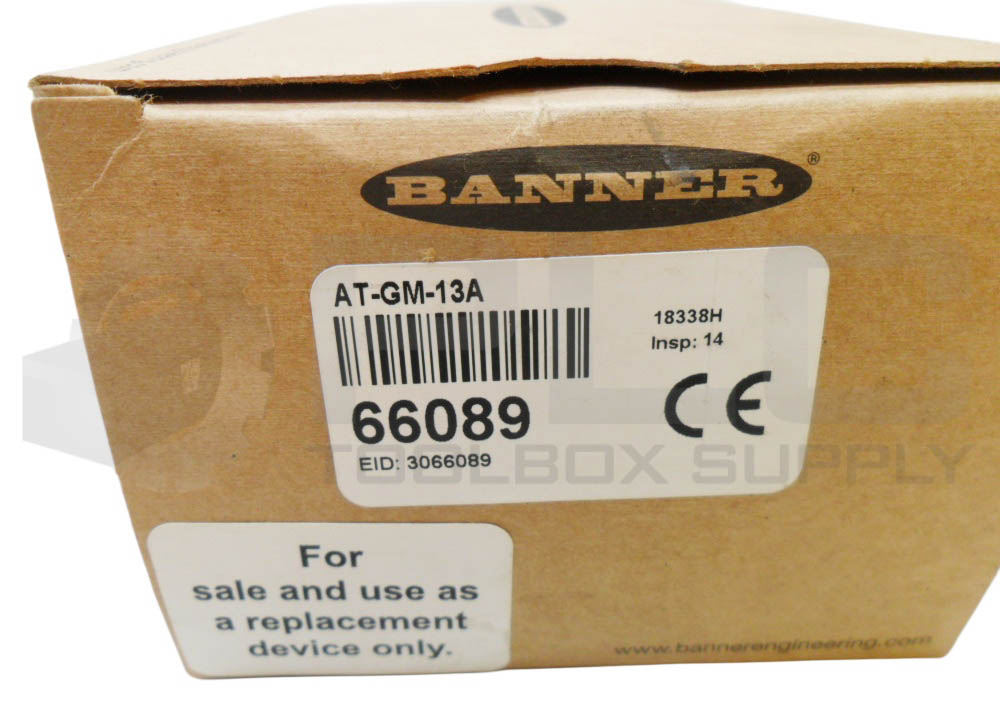 BANNER®
AT-GM-13A
18338H
Insp: 14
66089
CE
EID: 3066089
PLC
TOOLBOX SUPPLY
For
sale and use as
a replacement
device only.
www.bannerengineering.com